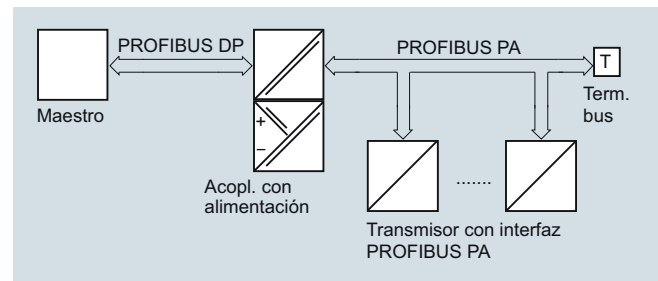 PROFIBUS DP
PROFIBUS PA
T
Maestro
Term.
bus
+
–
Acopl. con
alimentación
.......
Transmisor con interfaz
PROFIBUS PA